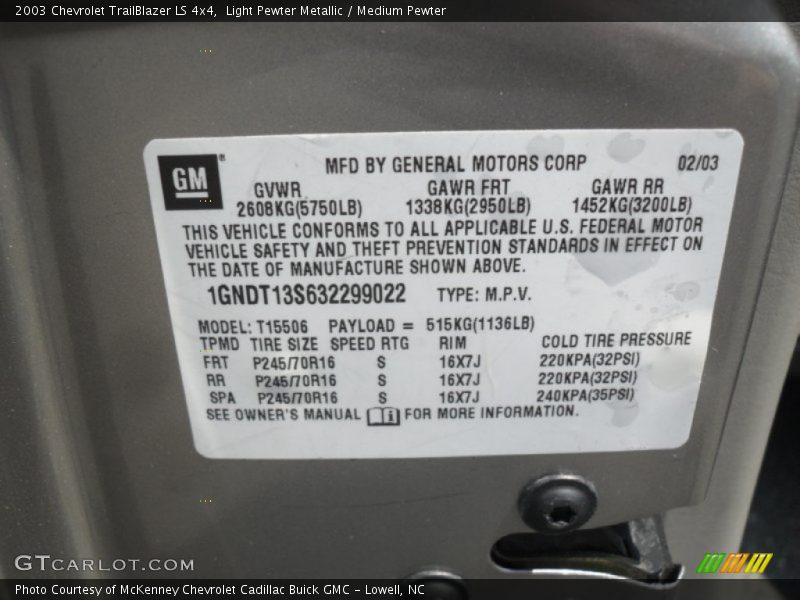 2003 Chevrolet TrailBlazer LS 4x4,  Light Pewter Metallic / Medium Pewter
GM
MFD BY GENERAL MOTORS CORP 02/03
GVWR GAWR FRT GAWR RR
2608KG(5750LB) 1338KG(2950LB) 1452KG(3200LB)
THIS VEHICLE CONFORMS TO ALL APPLICABLE U.S. FEDERAL MOTOR
VEHICLE SAFETY AND THEFT PREVENTION STANDARDS IN EFFECT ON
THE DATE OF MANUFACTURE SHOWN ABOVE.
1GNDT13S632299022 TYPE: M.P.V.
MODEL: T15506 PAYLOAD = 515KG(1136LB)
TPMD TIRE SIZE SPEED RTG RIM COLD TIRE PRESSURE
FRT P245/70R16 S 16X7J 220KPA(32PSI)
RR P245/70R16 S 16X7J 220KPA(32PSI)
SPA P245/70R16 S 16X7J 240KPA(35PSI)
SEE OWNER'S MANUAL FOR MORE INFORMATION.
GTCARLOT.COM
Photo Courtesy of McKenney Chevrolet Cadillac Buick GMC - Lowell, NC